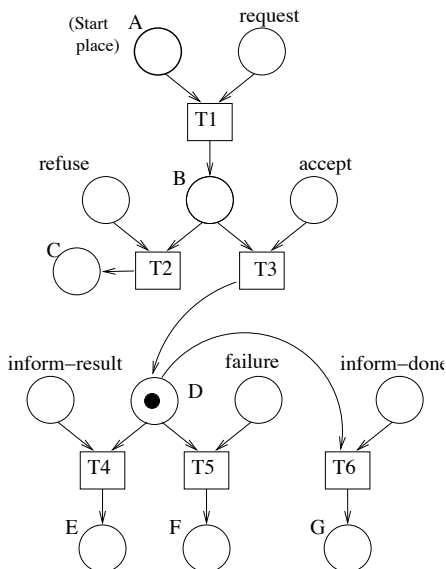 (Start place)
A
request
T1
refuse
B
accept
C
T2
T3
inform-result
D
failure
inform-done
T4
T5
T6
E
F
G